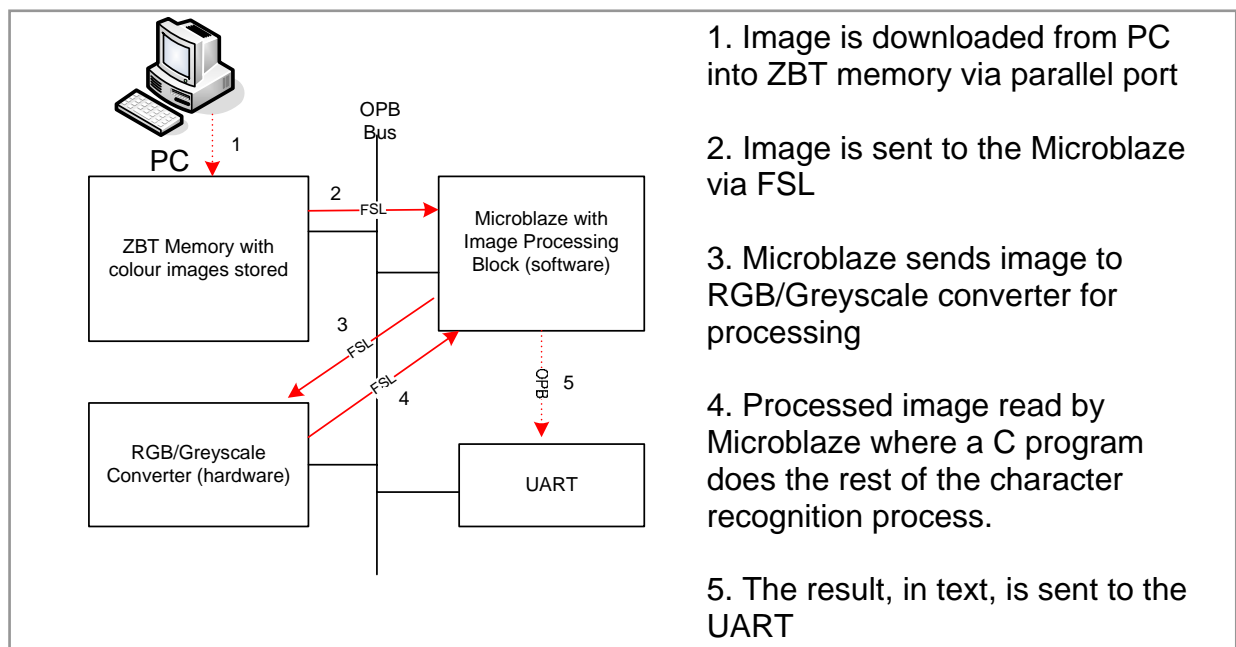 OPB
Bus
1
PC
2
FSL
ZBT Memory with
colour images stored
Microblaze with
Image Processing
Block (software)
3
FSL
FSL
4
OPB
5
RGB/Greyscale
Converter (hardware)
UART
1. Image is downloaded from PC
into ZBT memory via parallel port
2. Image is sent to the Microblaze
via FSL
3. Microblaze sends image to
RGB/Greyscale converter for
processing
4. Processed image read by
Microblaze where a C program
does the rest of the character
recognition process.
5. The result, in text, is sent to the
UART